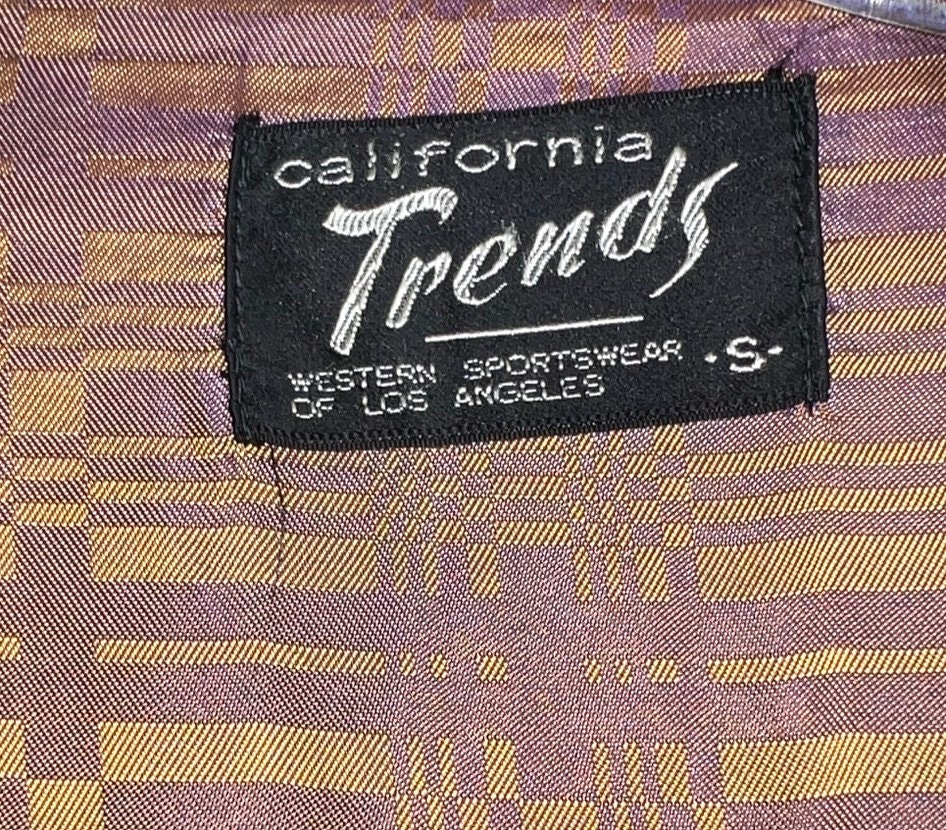 california
Trends
WESTERN SPORTSWEAR
OF LOS ANGELES
-S-